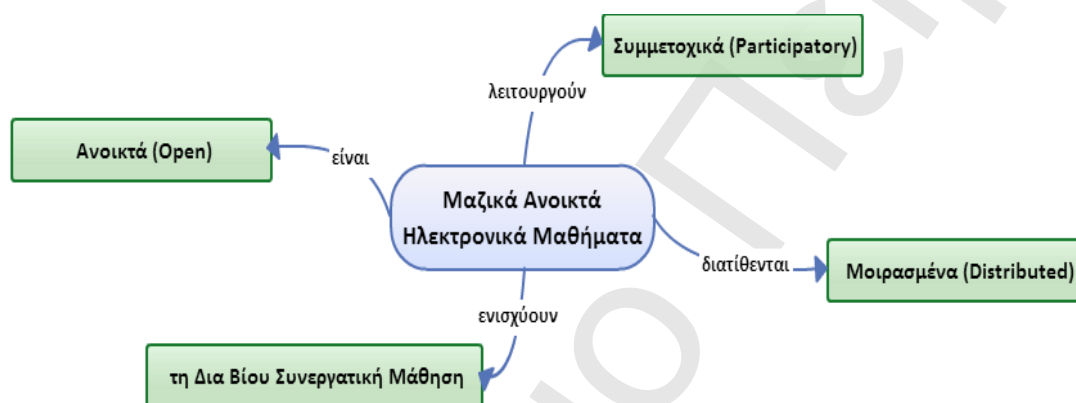 Συμμετοχικά (Participatory)
λειτουργούν
Ανοικτά (Open)
είναι
Μαζικά Ανοικτά
Ηλεκτρονικά Μαθήματα
διατίθενται
Μοιρασμένα (Distributed)
ενισχύουν
τη Δια Βίου Συνεργατική Μάθηση